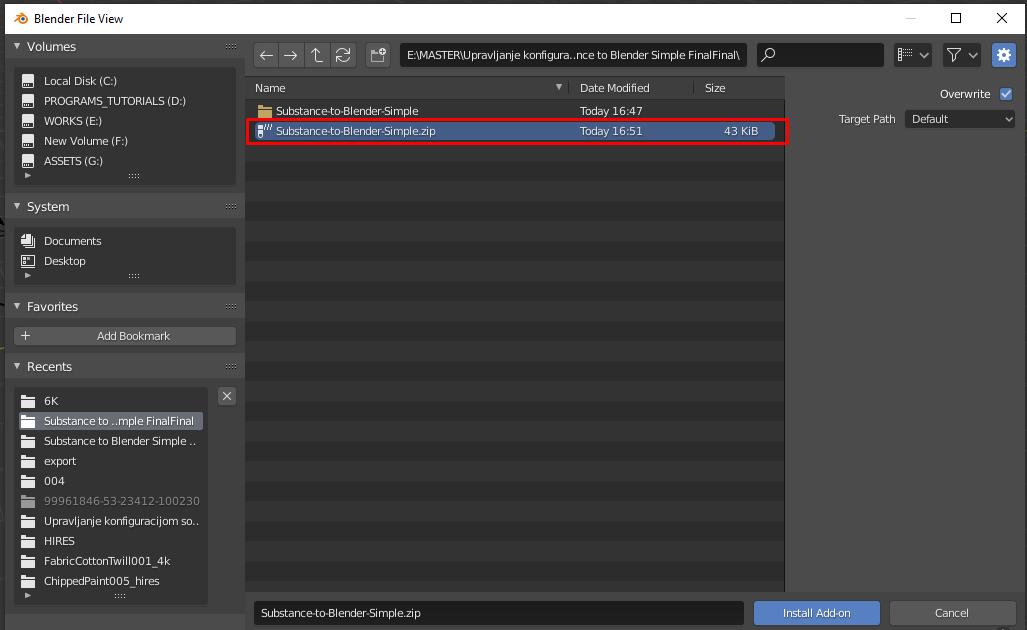 Blender File View
Volumes
Local Disk (C:)
PROGRAMS_TUTORIALS (D:)
WORKS (E:)
New Volume (F:)
ASSETS (G:)
System
Documents
Desktop
Favorites
Add Bookmark
Recents
6K
Substance to ..mple FinalFinal
Substance to Blender Simple ..
export
004
99961846-53-23412-100230
Upravljanje konfiguracijom so..
HIRES
FabricCottonTwill001_4k
ChippedPaint005_hires
E:\MASTER\Upravljanje konfigura..nce to Blender Simple FinalFinal\
Name Date Modified Size
Substance-to-Blender-Simple Today 16:47
Substance-to-Blender-Simple.zip Today 16:51 43 KiB
Overwrite
Target Path Default
Substance-to-Blender-Simple.zip Install Add-on Cancel